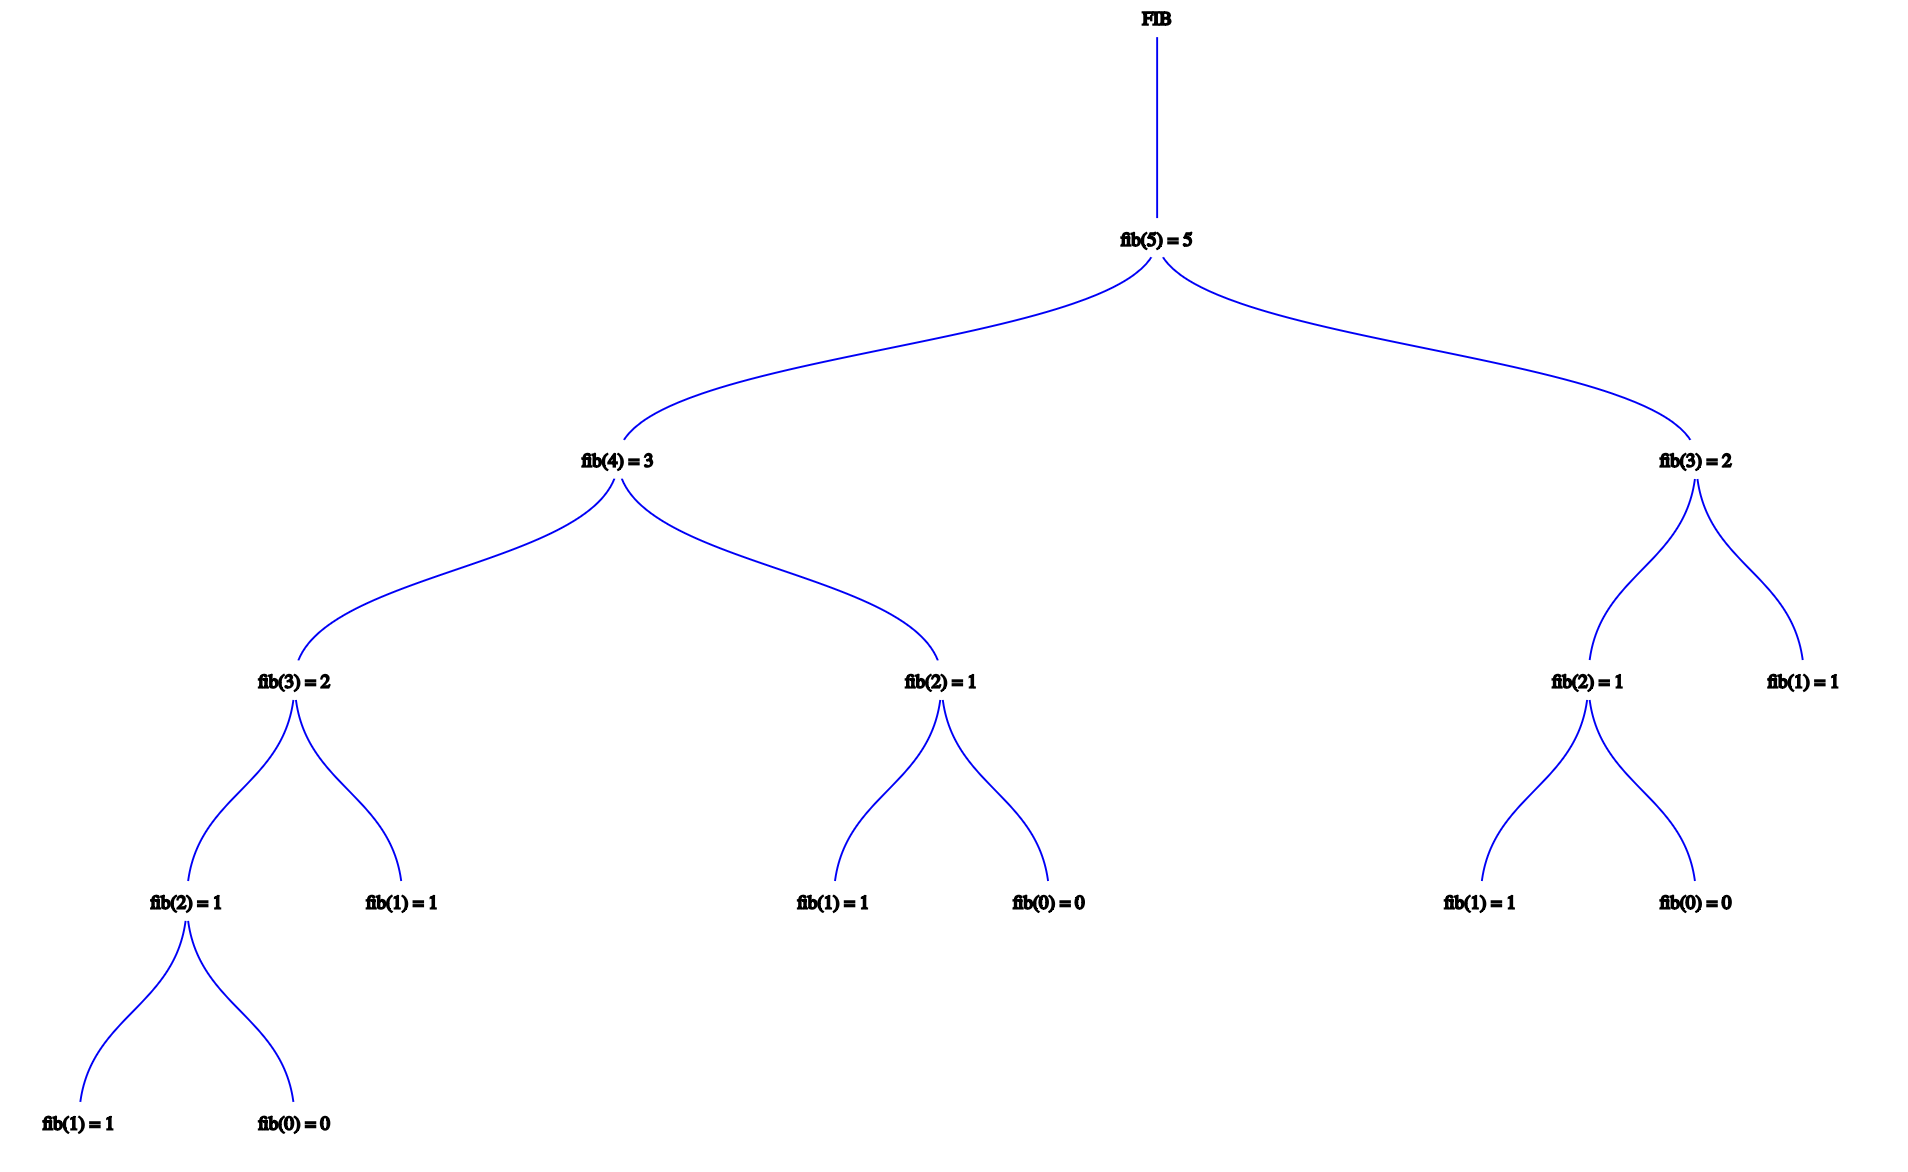 FIB
fib(5) = 5
fib(4) = 3
fib(3) = 2
fib(3) = 2
fib(2) = 1
fib(2) = 1
fib(1) = 1
fib(2) = 1
fib(1) = 1
fib(1) = 1
fib(0) = 0
fib(1) = 1
fib(0) = 0
fib(1) = 1
fib(0) = 0